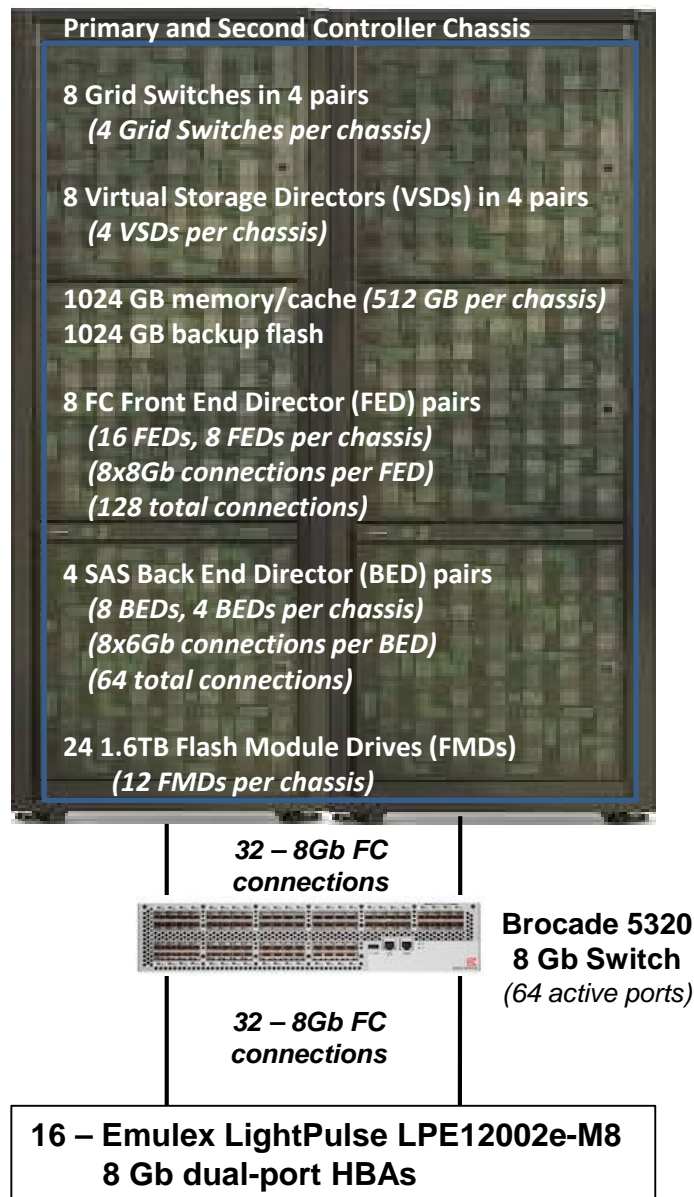 Primary and Second Controller Chassis
8 Grid Switches in 4 pairs
(4 Grid Switches per chassis)
8 Virtual Storage Directors (VSDs) in 4 pairs
(4 VSDs per chassis)
1024 GB memory/cache (512 GB per chassis)
1024 GB backup flash
8 FC Front End Director (FED) pairs
(16 FEDs, 8 FEDs per chassis)
(8x8Gb connections per FED)
(128 total connections)
4 SAS Back End Director (BED) pairs
(8 BEDs, 4 BEDs per chassis)
(8x6Gb connections per BED)
(64 total connections)
24 1.6TB Flash Module Drives (FMDs)
(12 FMDs per chassis)
32 – 8Gb FC
connections
Brocade 5320
8 Gb Switch
(64 active ports)
32 – 8Gb FC
connections
16 – Emulex LightPulse LPE12002e-M8
8 Gb dual-port HBAs